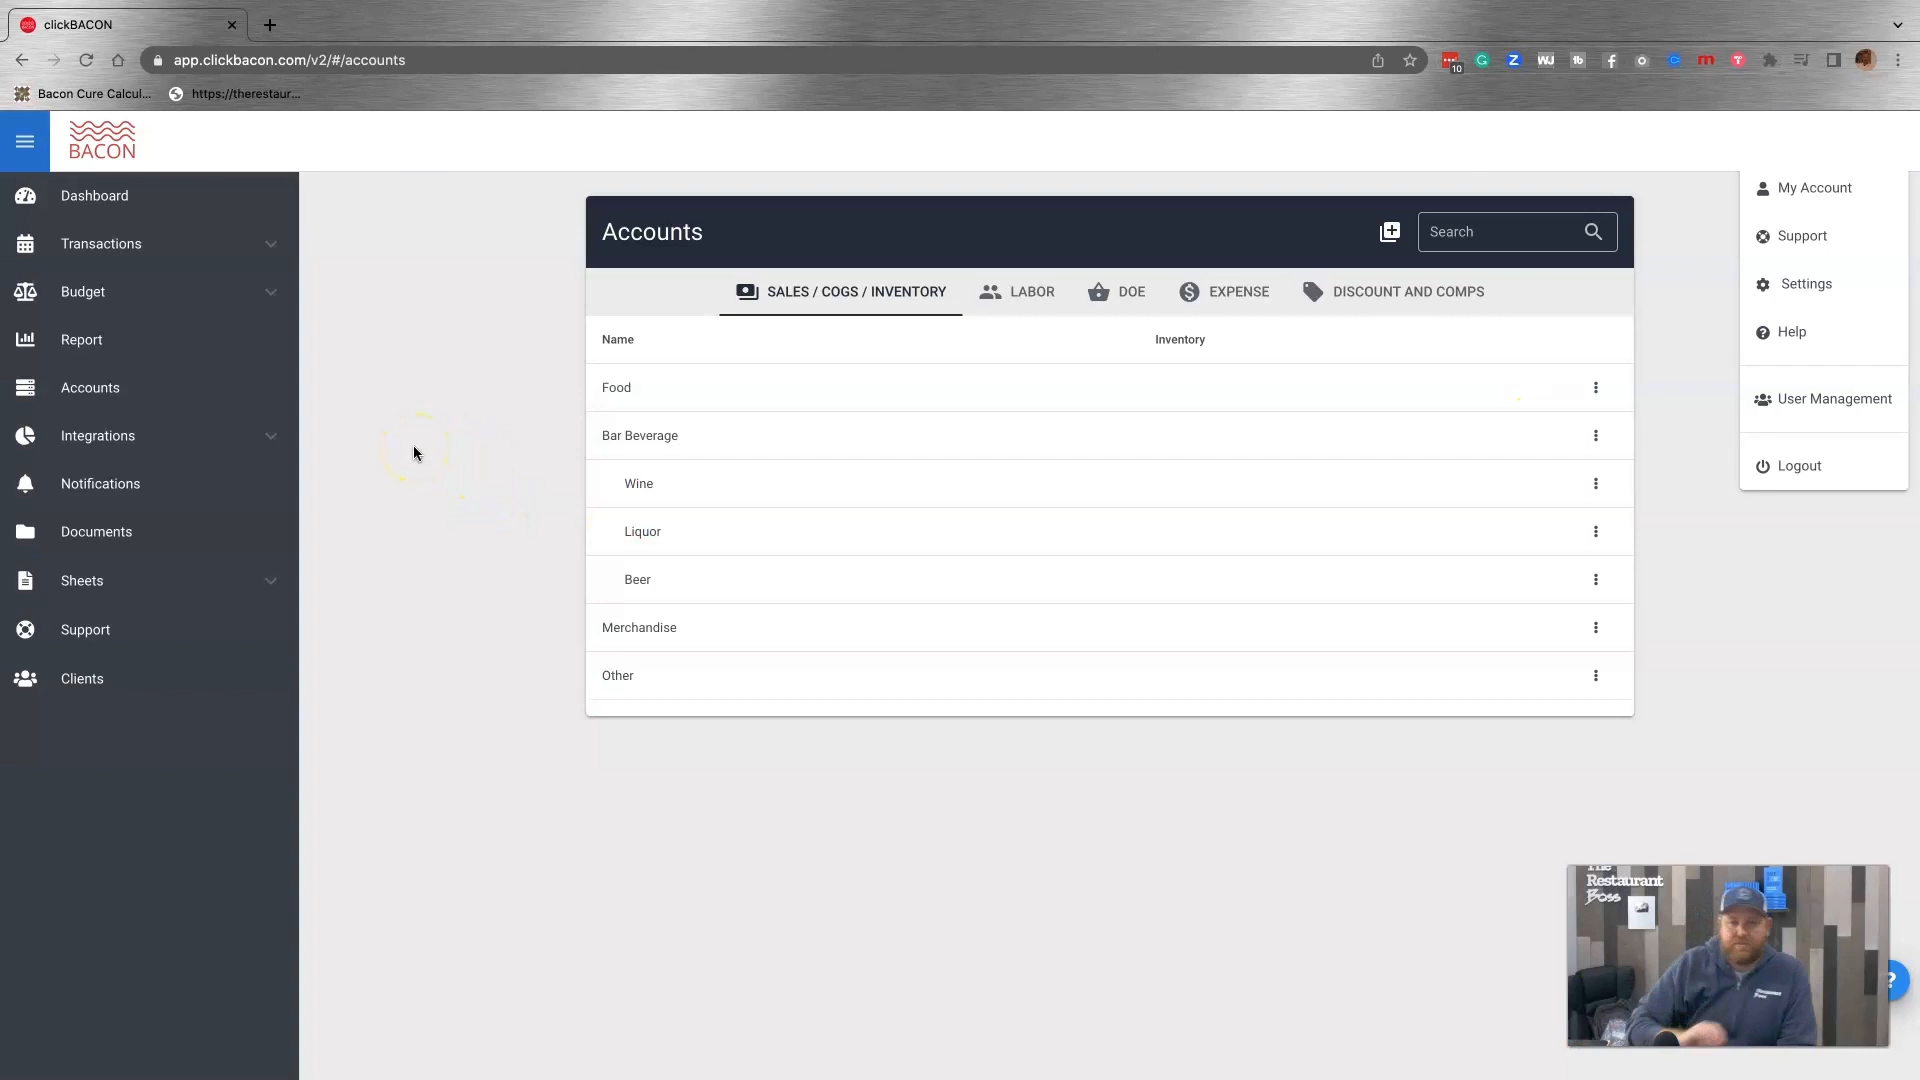 clickBACON
app.clickbacon.com/v2/#/accounts
10
Bacon Cure Calcul...
https://therestaur...
BACON
Dashboard
Transactions
Budget
Report
Accounts
Integrations
Notifications
Documents
Sheets
Support
Clients
Accounts
Search
SALES / COGS / INVENTORY
LABOR
DOE
EXPENSE
DISCOUNT AND COMPS
Name
Inventory
Food
Bar Beverage
Wine
Liquor
Beer
Merchandise
Other
My Account
Support
Settings
Help
User Management
Logout
The
Restaurant
Boss